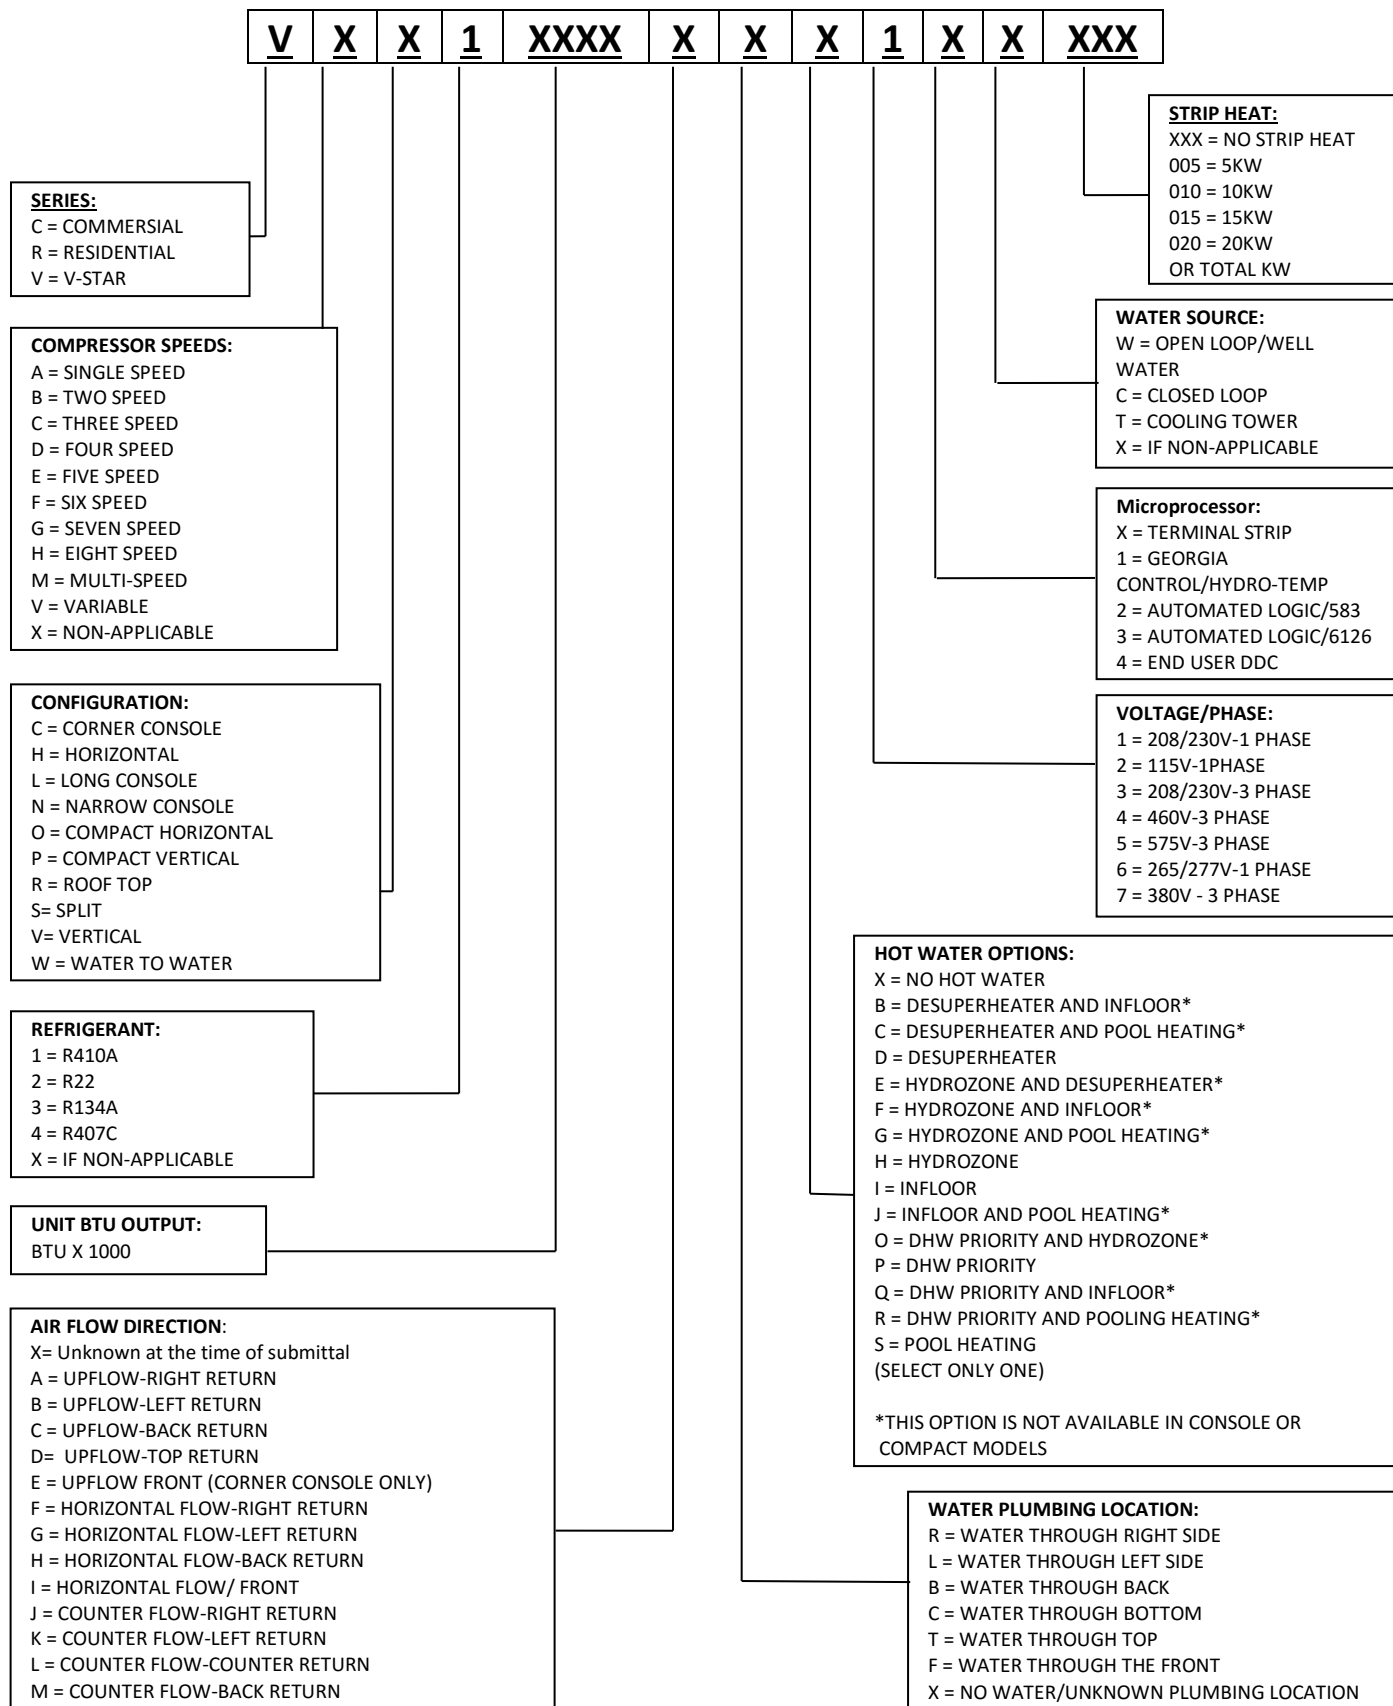 V X X 1 XXXX X X X 1 X X XXX
STRIP HEAT:
XXX = NO STRIP HEAT
005 = 5KW
010 = 10KW
015 = 15KW
020 = 20KW
OR TOTAL KW
SERIES:
C = COMMERSIAL
R = RESIDENTIAL
V = V-STAR
WATER SOURCE:
W = OPEN LOOP/WELL
WATER
C = CLOSED LOOP
T = COOLING TOWER
X = IF NON-APPLICABLE
COMPRESSOR SPEEDS:
A = SINGLE SPEED
B = TWO SPEED
C = THREE SPEED
D = FOUR SPEED
E = FIVE SPEED
F = SIX SPEED
G = SEVEN SPEED
H = EIGHT SPEED
M = MULTI-SPEED
V = VARIABLE
X = NON-APPLICABLE
Microprocessor:
X = TERMINAL STRIP
1 = GEORGIA
CONTROL/HYDRO-TEMP
2 = AUTOMATED LOGIC/583
3 = AUTOMATED LOGIC/6126
4 = END USER DDC
CONFIGURATION:
C = CORNER CONSOLE
H = HORIZONTAL
L = LONG CONSOLE
N = NARROW CONSOLE
O = COMPACT HORIZONTAL
P = COMPACT VERTICAL
R = ROOF TOP
S= SPLIT
V= VERTICAL
W = WATER TO WATER
VOLTAGE/PHASE:
1 = 208/230V-1 PHASE
2 = 115V-1PHASE
3 = 208/230V-3 PHASE
4 = 460V-3 PHASE
5 = 575V-3 PHASE
6 = 265/277V-1 PHASE
7 = 380V - 3 PHASE
REFRIGERANT:
1 = R410A
2 = R22
3 = R134A
4 = R407C
X = IF NON-APPLICABLE
HOT WATER OPTIONS:
X = NO HOT WATER
B = DESUPERHEATER AND INFLOOR*
C = DESUPERHEATER AND POOL HEATING*
D = DESUPERHEATER
E = HYDROZONE AND DESUPERHEATER*
F = HYDROZONE AND INFLOOR*
G = HYDROZONE AND POOL HEATING*
H = HYDROZONE
I = INFLOOR
J = INFLOOR AND POOL HEATING*
O = DHW PRIORITY AND HYDROZONE*
P = DHW PRIORITY
Q = DHW PRIORITY AND INFLOOR*
R = DHW PRIORITY AND POOLING HEATING*
S = POOL HEATING
(SELECT ONLY ONE)
*THIS OPTION IS NOT AVAILABLE IN CONSOLE OR
COMPACT MODELS
UNIT BTU OUTPUT:
BTU X 1000
AIR FLOW DIRECTION:
X= Unknown at the time of submittal
A = UPFLOW-RIGHT RETURN
B = UPFLOW-LEFT RETURN
C = UPFLOW-BACK RETURN
D= UPFLOW-TOP RETURN
E = UPFLOW FRONT (CORNER CONSOLE ONLY)
F = HORIZONTAL FLOW-RIGHT RETURN
G = HORIZONTAL FLOW-LEFT RETURN
H = HORIZONTAL FLOW-BACK RETURN
I = HORIZONTAL FLOW/ FRONT
J = COUNTER FLOW-RIGHT RETURN
K = COUNTER FLOW-LEFT RETURN
L = COUNTER FLOW-COUNTER RETURN
M = COUNTER FLOW-BACK RETURN
WATER PLUMBING LOCATION:
R = WATER THROUGH RIGHT SIDE
L = WATER THROUGH LEFT SIDE
B = WATER THROUGH BACK
C = WATER THROUGH BOTTOM
T = WATER THROUGH TOP
F = WATER THROUGH THE FRONT
X = NO WATER/UNKNOWN PLUMBING LOCATION